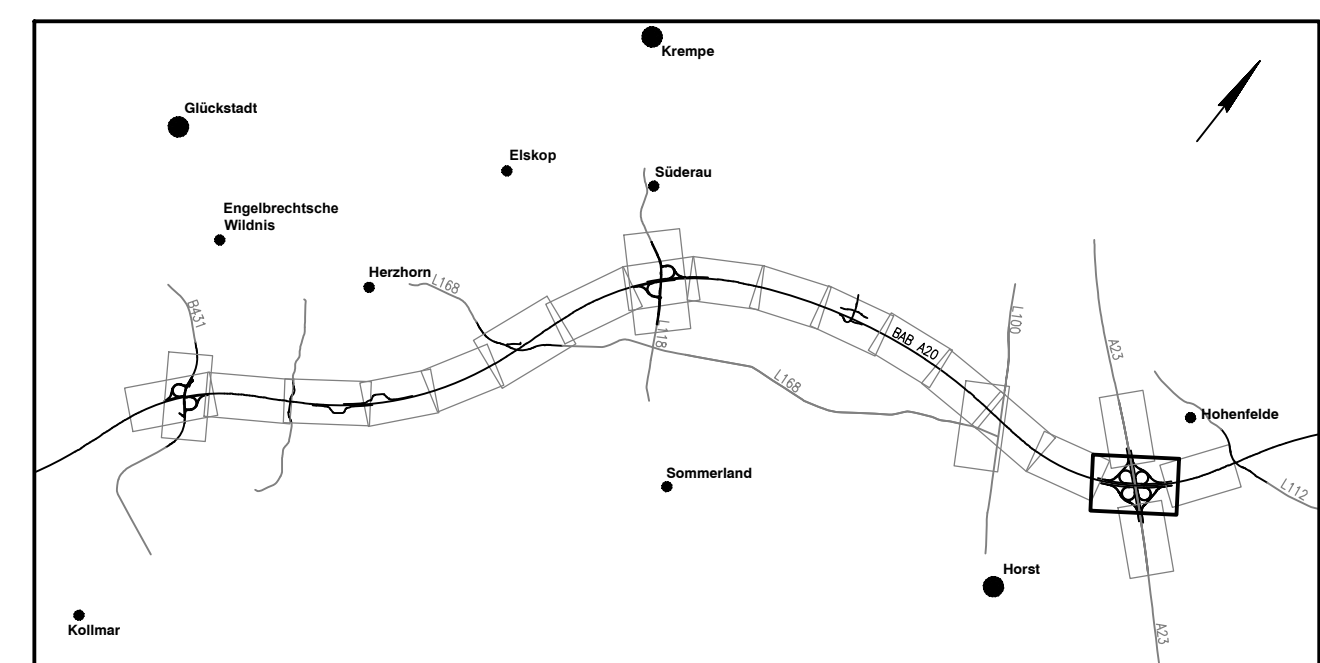 Krempe
Glückstadt
Elskop
Süderau
Engelbrechtsche
Wildnis
Herzhorn
L168
B431
L118
BAB A20
L100
A23
L168
Hohenfelde
Sommerland
L112
Horst
Kollmar
A23